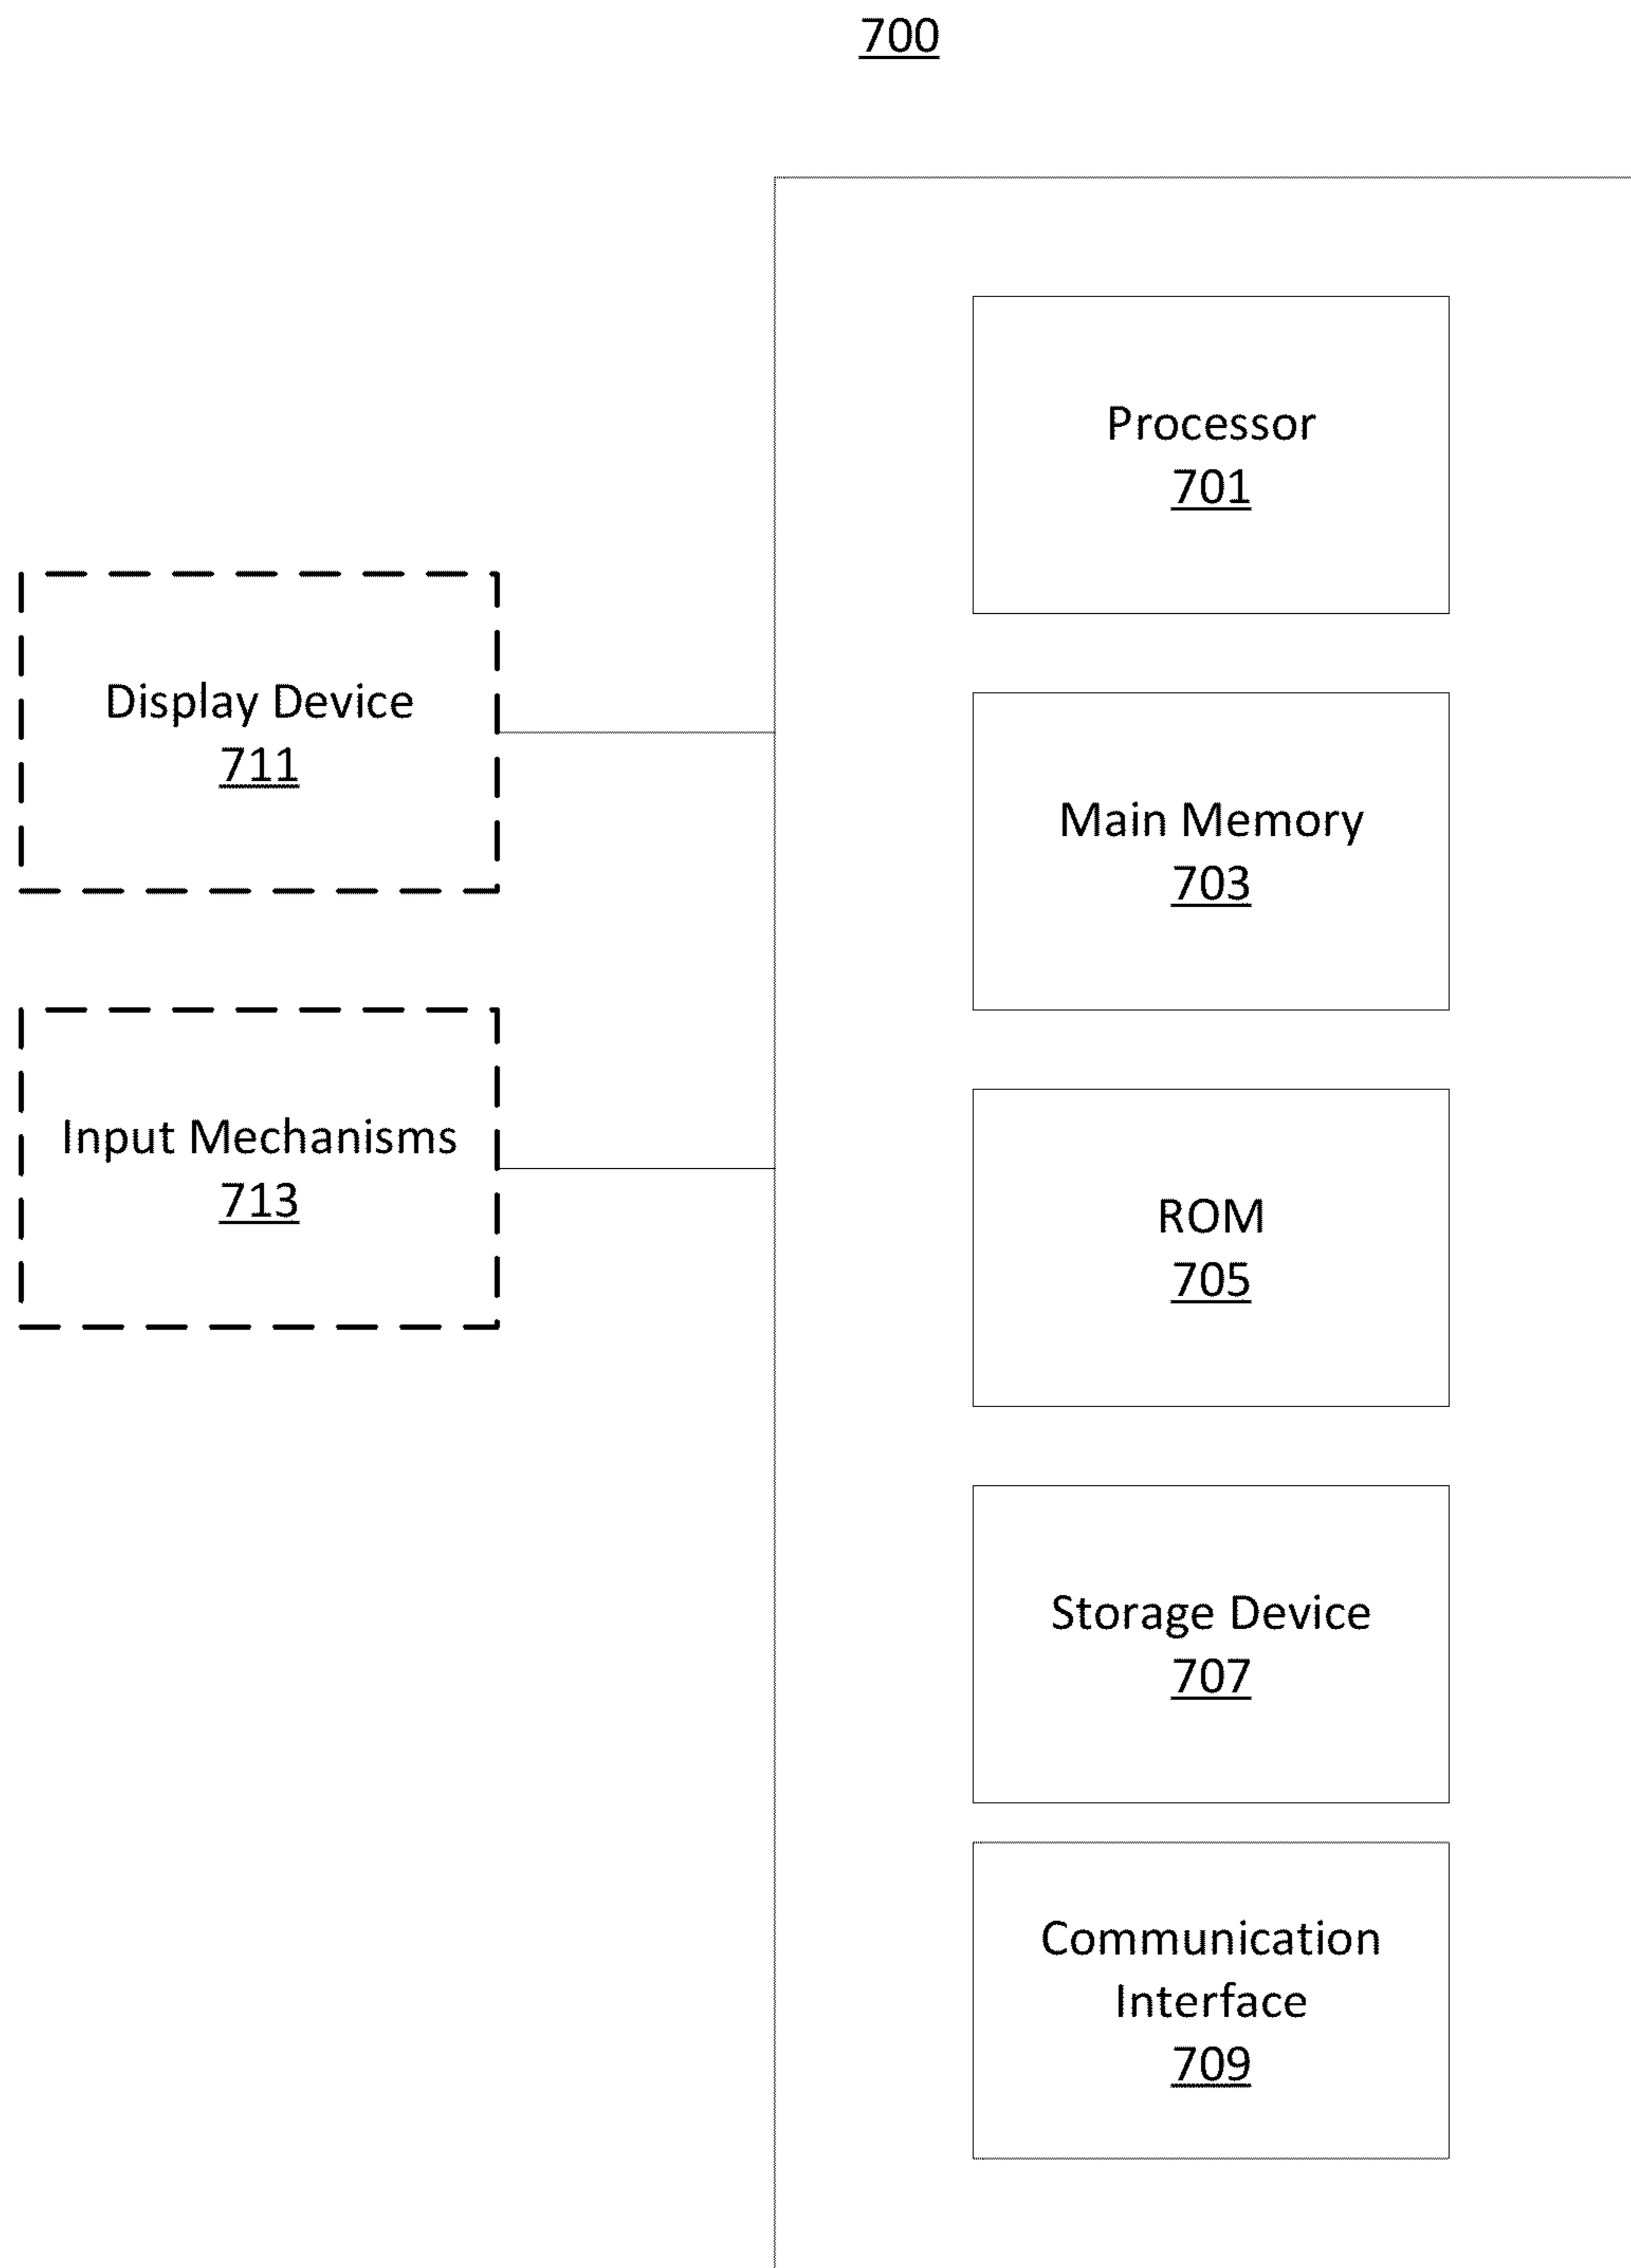 700
Processor
701
Display Device
711
Main Memory
703
Input Mechanisms
713
ROM
705
Storage Device
707
Communication
Interface
709